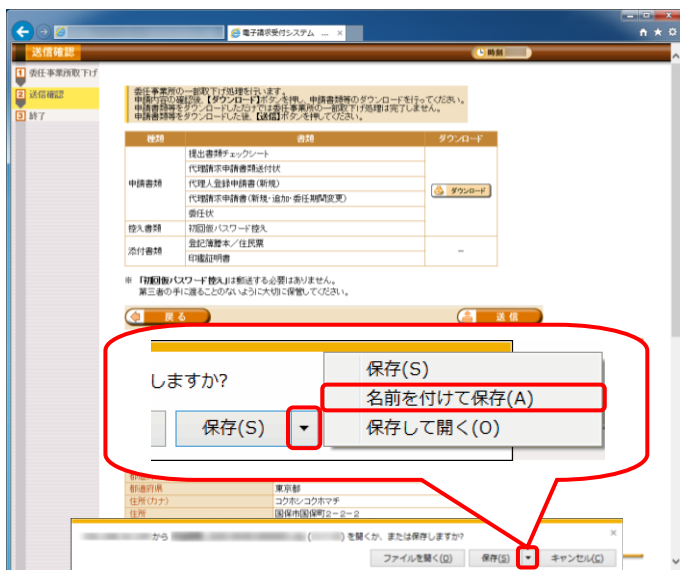 電子請求受付システム ...
送信確認
時刻
1 委任事業所取下げ
2 送信確認
3 終了
委任事業所の一部取下げ処理を行います。
申請内容の確認後、【ダウンロード】ボタンを押し、申請書類等のダウンロードを行ってください。
申請書類等をダウンロードしただけでは委任事業所の一部取下げ処理は完了しません。
申請書類等をダウンロードした後、【送信】ボタンを押してください。
種類 書類 ダウンロード
申請書類
提出書類チェックシート
代理請求申請書類送付状
代理人登録申請書(新規)
代理請求申請書(新規・追加・委任期間変更)
委任状
ダウンロード
控え書類 初回仮パスワード控え
添付書類
登記簿謄本/住民票
印鑑証明書
－
※ 「初回仮パスワード控え」は郵送する必要はありません。
第三者の手に渡ることのないように大切に保管してください。
戻る 送信
しますか?
保存(S)
保存(S)
名前を付けて保存(A)
保存して開く(O)
都道府県 東京都
住所(カナ) コクホシコクホマチ
住所 国保市国保町2-2-2
から ( ) を開くか、または保存しますか?
ファイルを開く(O) 保存(S) キャンセル(C)